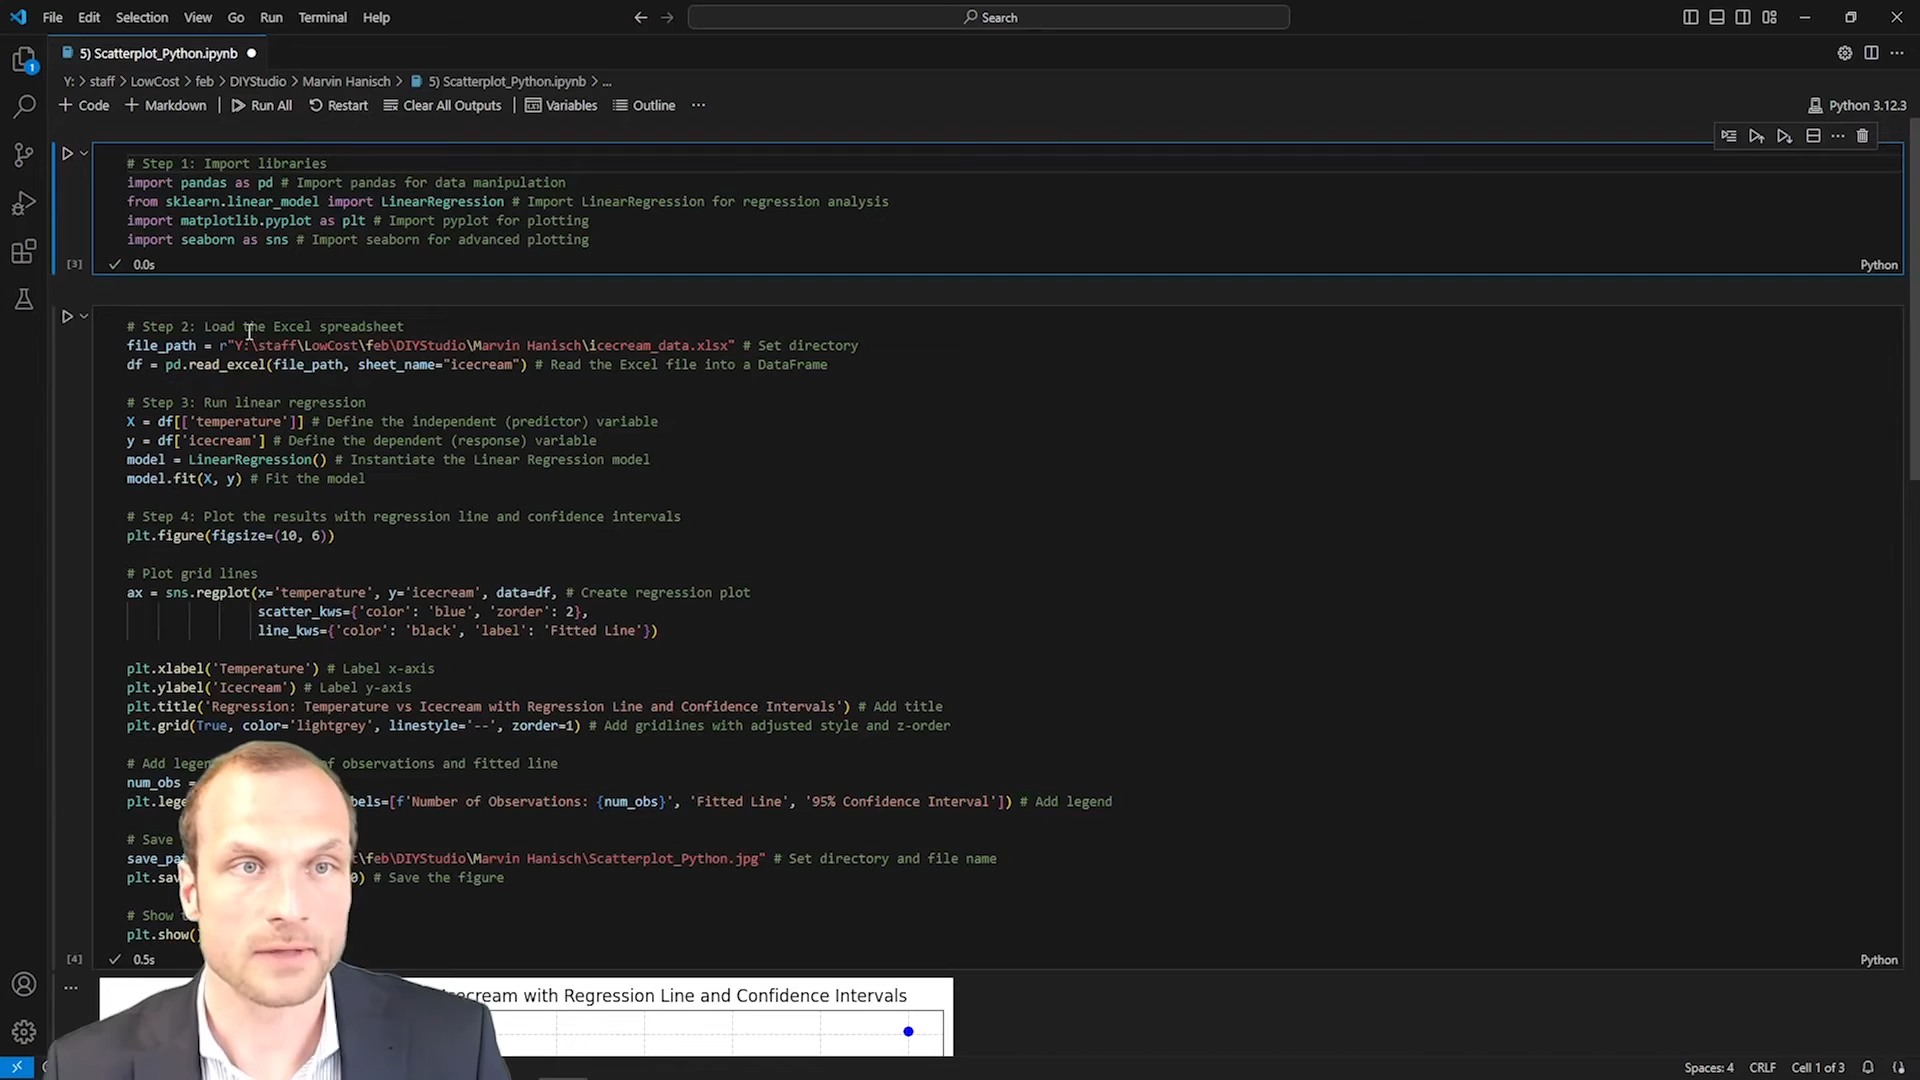 File Edit Selection View Go Run Terminal Help
Search
5) Scatterplot_Python.ipynb
Y: > staff > LowCost > feb > DIYStudio > Marvin Hanisch > 5) Scatterplot_Python.ipynb > ...
+ Code + Markdown Run All Restart Clear All Outputs Variables Outline ...
Python 3.12.3
1
# Step 1: Import libraries
import pandas as pd # Import pandas for data manipulation
from sklearn.linear_model import LinearRegression # Import LinearRegression for regression analysis
import matplotlib.pyplot as plt # Import pyplot for plotting
import seaborn as sns # Import seaborn for advanced plotting
[3] 0.0s
Python
# Step 2: Load the Excel spreadsheet
file_path = r"Y:\staff\LowCost\feb\DIYStudio\Marvin Hanisch\icecream_data.xlsx" # Set directory
df = pd.read_excel(file_path, sheet_name="icecream") # Read the Excel file into a DataFrame
# Step 3: Run linear regression
X = df[['temperature']] # Define the independent (predictor) variable
y = df['icecream'] # Define the dependent (response) variable
model = LinearRegression() # Instantiate the Linear Regression model
model.fit(X, y) # Fit the model
# Step 4: Plot the results with regression line and confidence intervals
plt.figure(figsize=(10, 6))
# Plot grid lines
ax = sns.regplot(x='temperature', y='icecream', data=df, # Create regression plot
scatter_kws={'color': 'blue', 'zorder': 2},
line_kws={'color': 'black', 'label': 'Fitted Line'})
plt.xlabel('Temperature') # Label x-axis
plt.ylabel('Icecream') # Label y-axis
plt.title('Regression: Temperature vs Icecream with Regression Line and Confidence Intervals') # Add title
plt.grid(True, color='lightgrey', linestyle='--', zorder=1) # Add gridlines with adjusted style and z-order
# Add of observations and fitted line
num_obs =
[f'Number of Observations: {num_obs}', 'Fitted Line', '95% Confidence Interval']) # Add legend
# Save
\feb\DIYStudio\Marvin Hanisch\Scatterplot_Python.jpg" # Set directory and file name
0) # Save the figure
# Show
plt.show()
[4] 0.5s
Python
...
with Regression Line and Confidence Intervals
Spaces: 4 CRLF Cell 1 of 3